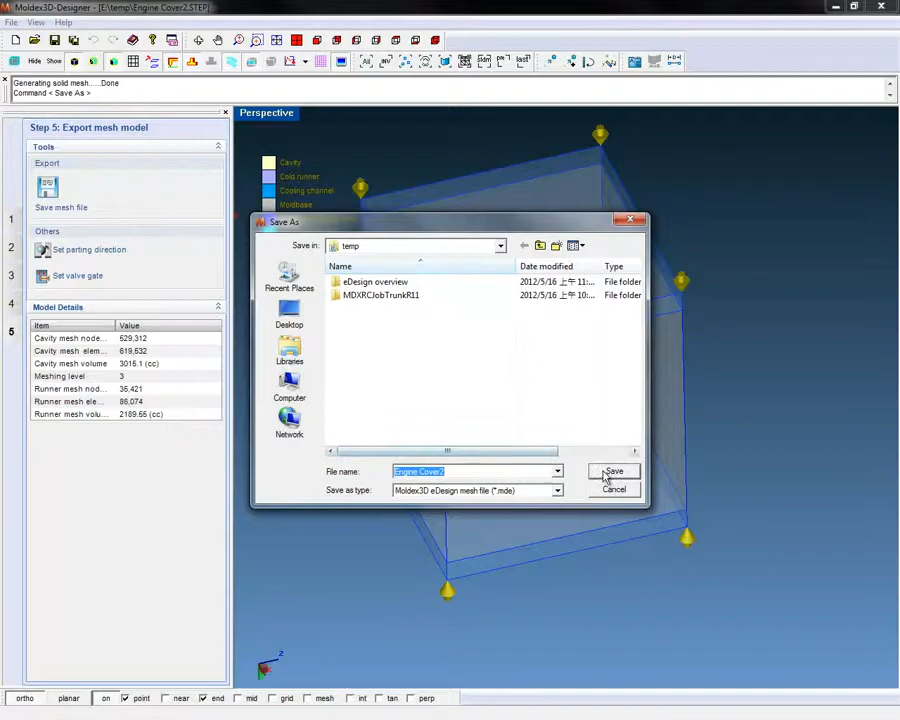 Moldex3D-Designer - [E:\temp\Engine Cover2.STEP]
File View Help
Hide Show
All INV last
Generating solid mesh.....Done
Command < Save As >
Step 5: Export mesh model
Tools
Export
Save mesh file
Others
Set parting direction
Set valve gate
Model Details
Item Value
Cavity mesh node... 529,312
Cavity mesh elem... 619,532
Cavity mesh volume 3015.1 (cc)
Meshing level 3
Runner mesh nod... 36,421
Runner mesh ele... 86,074
Runner mesh volu... 2189.55 (cc)
1
2
3
4
5
Perspective
Cavity
Cold runner
Cooling channel
Moldbase
Save As
Save in: temp
Name Date modified Type
eDesign overview 2012/5/16 上午 11:... File folder
MDXRCJobTrunkR11 2012/5/16 上午 10:... File folder
Recent Places
Desktop
Libraries
Computer
Network
File name: Engine Cover2 Save
Save as type: Moldex3D eDesign mesh file (*.mde) Cancel
z
ortho planar on point near end mid grid mesh int tan perp